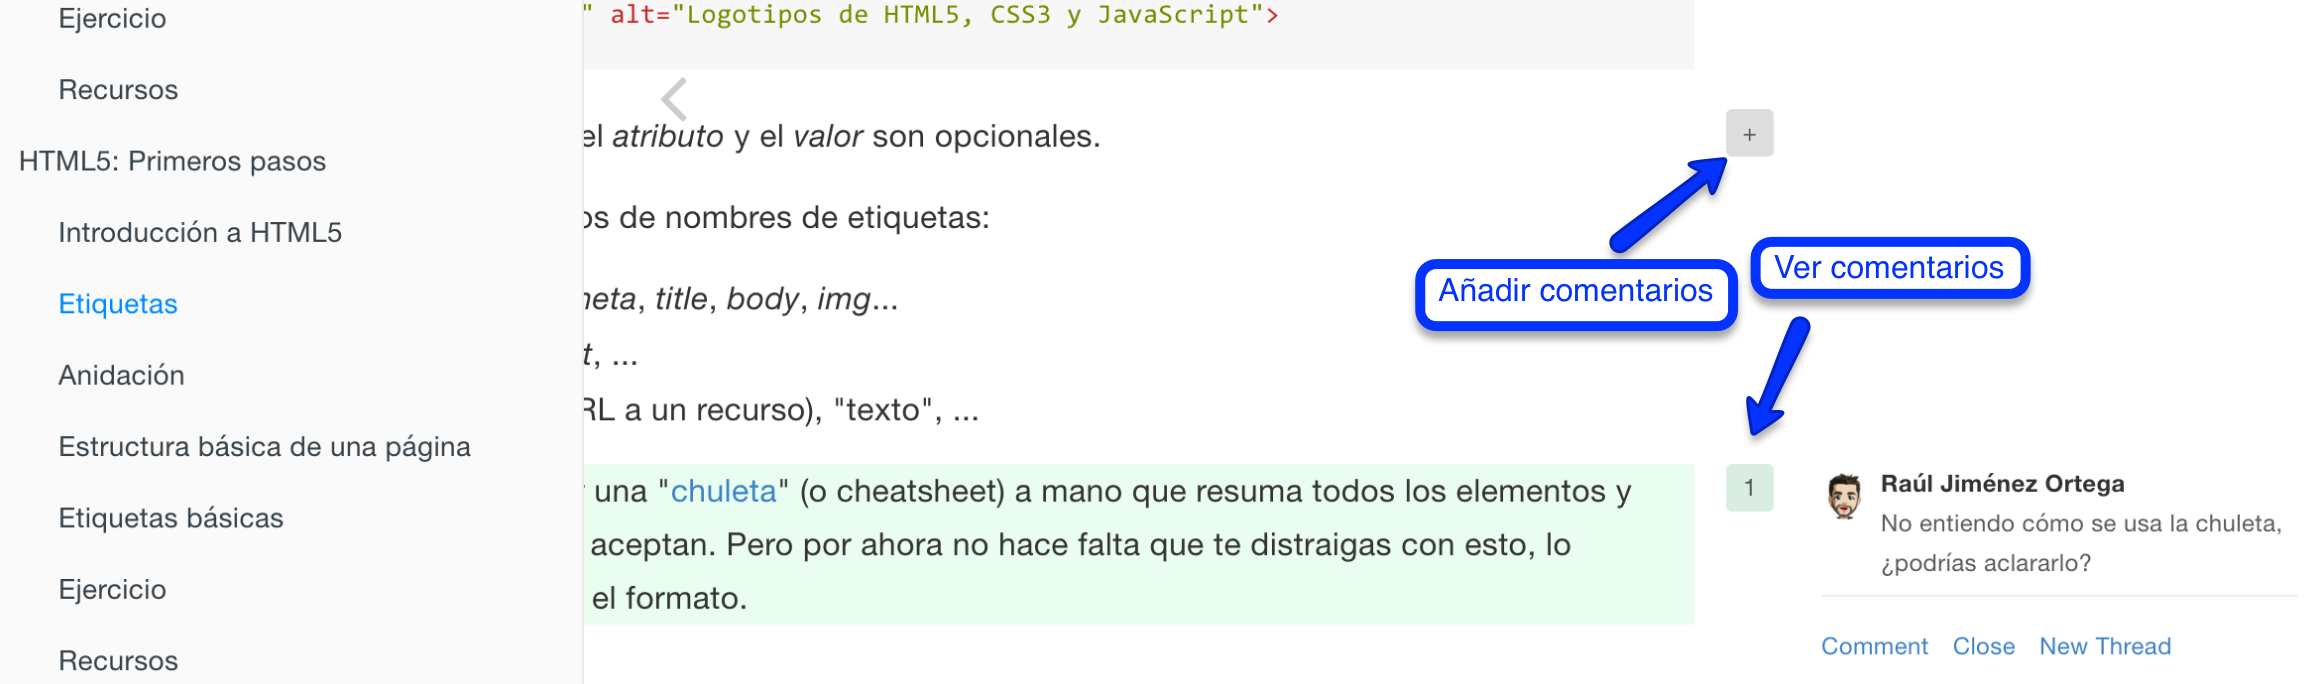 Ejercicio
Recursos
HTML5: Primeros pasos
Introducción a HTML5
Etiquetas
Anidación
Estructura básica de una página
Etiquetas básicas
Ejercicio
Recursos
" alt="Logotipos de HTML5, CSS3 y JavaScript">
el atributo y el valor son opcionales.
os de nombres de etiquetas:
meta, title, body, img...
t, ...
RL a un recurso), "texto", ...
una "chuleta" (o cheatsheet) a mano que resuma todos los elementos y
aceptan. Pero por ahora no hace falta que te distraigas con esto, lo
el formato.
+
Añadir comentarios
Ver comentarios
1
Raúl Jiménez Ortega
No entiendo cómo se usa la chuleta,
¿podrías aclararlo?
Comment Close New Thread